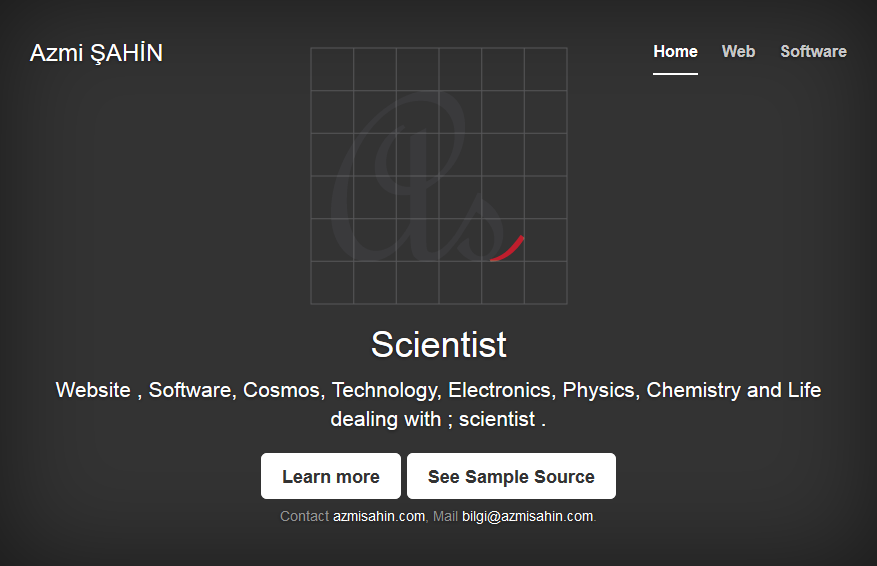 Azmi ŞAHİN
Home Web Software
As
Scientist
Website , Software, Cosmos, Technology, Electronics, Physics, Chemistry and Life
dealing with ; scientist .
Learn more See Sample Source
Contact azmisahin.com, Mail bilgi@azmisahin.com.